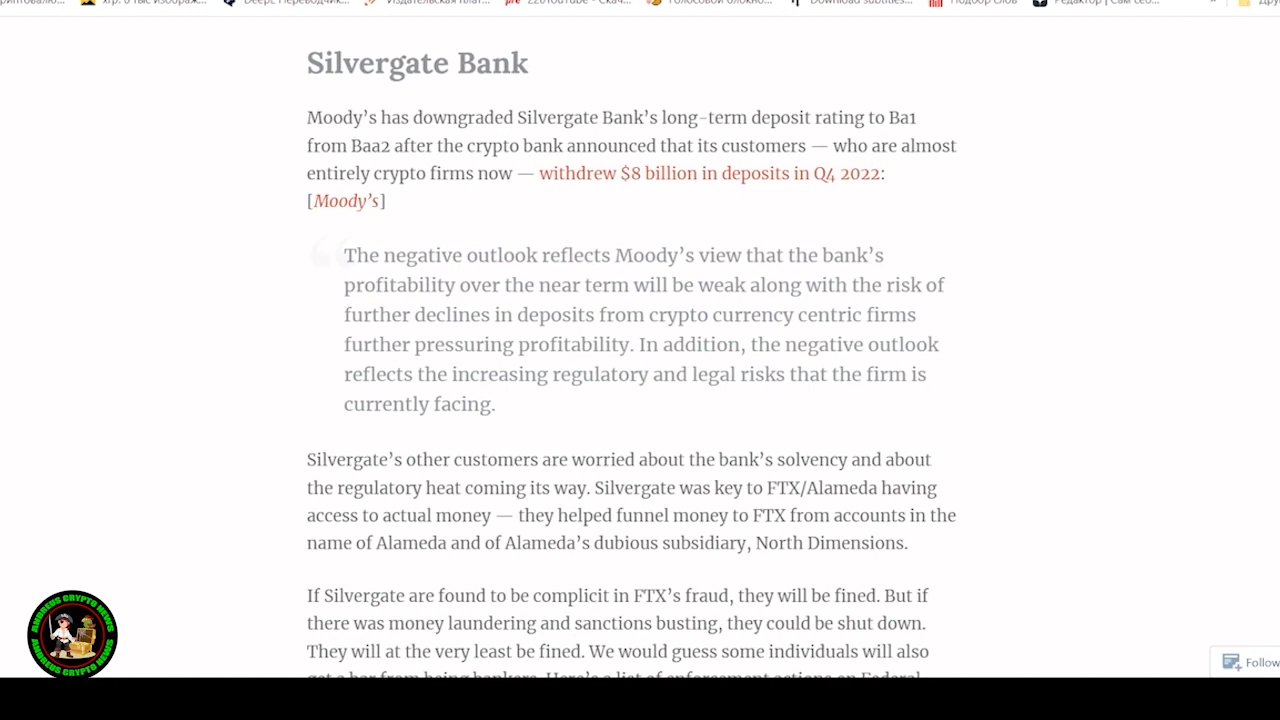 Silvergate Bank
Moody’s has downgraded Silvergate Bank’s long-term deposit rating to Ba1
from Baa2 after the crypto bank announced that its customers — who are almost
entirely crypto firms now — withdrew $8 billion in deposits in Q4 2022:
[Moody’s]
The negative outlook reflects Moody’s view that the bank’s
profitability over the near term will be weak along with the risk of
further declines in deposits from crypto currency centric firms
further pressuring profitability. In addition, the negative outlook
reflects the increasing regulatory and legal risks that the firm is
currently facing.
Silvergate’s other customers are worried about the bank’s solvency and about
the regulatory heat coming its way. Silvergate was key to FTX/Alameda having
access to actual money — they helped funnel money to FTX from accounts in the
name of Alameda and of Alameda’s dubious subsidiary, North Dimensions.
If Silvergate are found to be complicit in FTX’s fraud, they will be fined. But if
there was money laundering and sanctions busting, they could be shut down.
They will at the very least be fined. We would guess some individuals will also
ANDREUS CRYPTO NEWS
ANDREUS CRYPTO NEWS
Follow